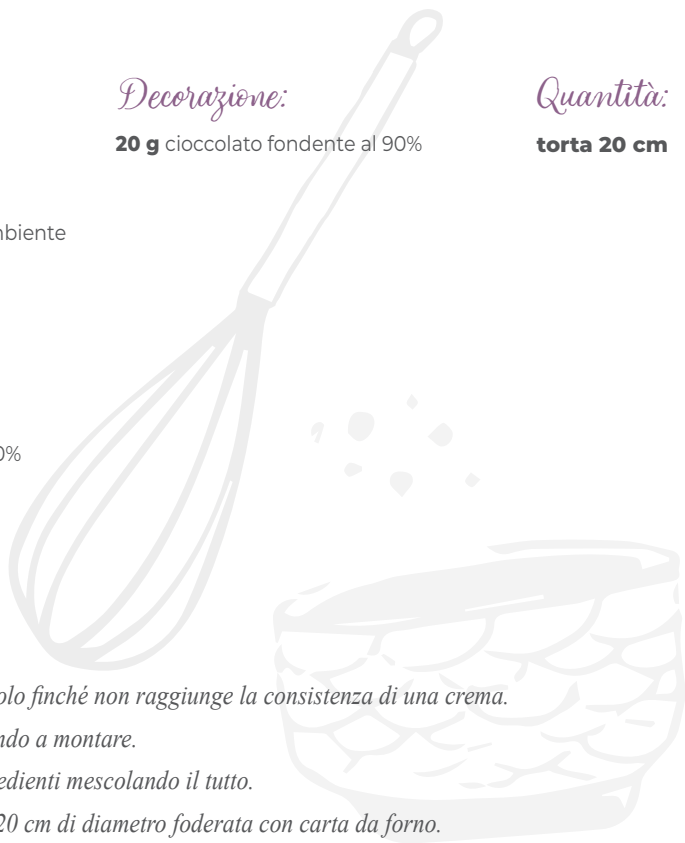 Decorazione:
20 g cioccolato fondente al 90%
Quantità:
torta 20 cm
biente
0%
olo finché non raggiunge la consistenza di una crema.
ndo a montare.
edienti mescolando il tutto.
20 cm di diametro foderata con carta da forno.